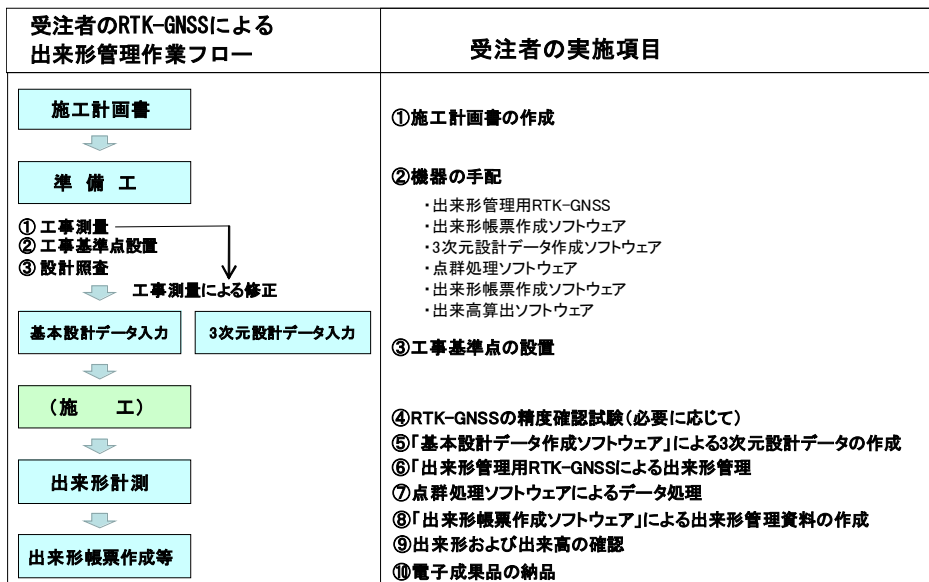 受注者のRTK-GNSSによる
出来形管理作業フロー
受注者の実施項目
施工計画書
準 備 工
① 工事測量
② 工事基準点設置
③ 設計照査
工事測量による修正
基本設計データ入力
3次元設計データ入力
(施 工)
出来形計測
出来形帳票作成等
①施工計画書の作成
②機器の手配
・出来形管理用RTK-GNSS
・出来形帳票作成ソフトウェア
・3次元設計データ作成ソフトウェア
・点群処理ソフトウェア
・出来形帳票作成ソフトウェア
・出来高算出ソフトウェア
③工事基準点の設置
④RTK-GNSSの精度確認試験(必要に応じて)
⑤「基本設計データ作成ソフトウェア」による3次元設計データの作成
⑥「出来形管理用RTK-GNSSによる出来形管理
⑦点群処理ソフトウェアによるデータ処理
⑧「出来形帳票作成ソフトウェア」による出来形管理資料の作成
⑨出来形および出来高の確認
⑩電子成果品の納品